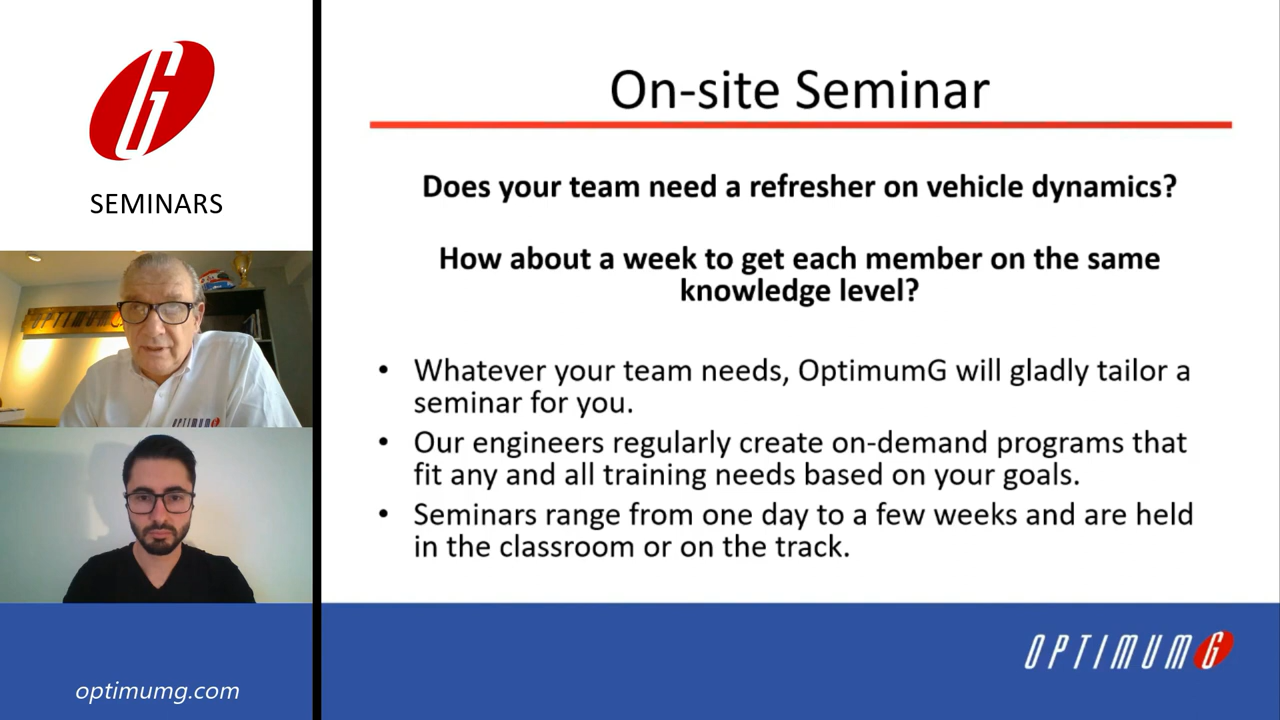 SEMINARS
OPTIMUMG
OPTIMUMG
optimumg.com
On-site Seminar
Does your team need a refresher on vehicle dynamics?
How about a week to get each member on the same
knowledge level?
• Whatever your team needs, OptimumG will gladly tailor a
seminar for you.
• Our engineers regularly create on-demand programs that
fit any and all training needs based on your goals.
• Seminars range from one day to a few weeks and are held
in the classroom or on the track.
OPTIMUMG